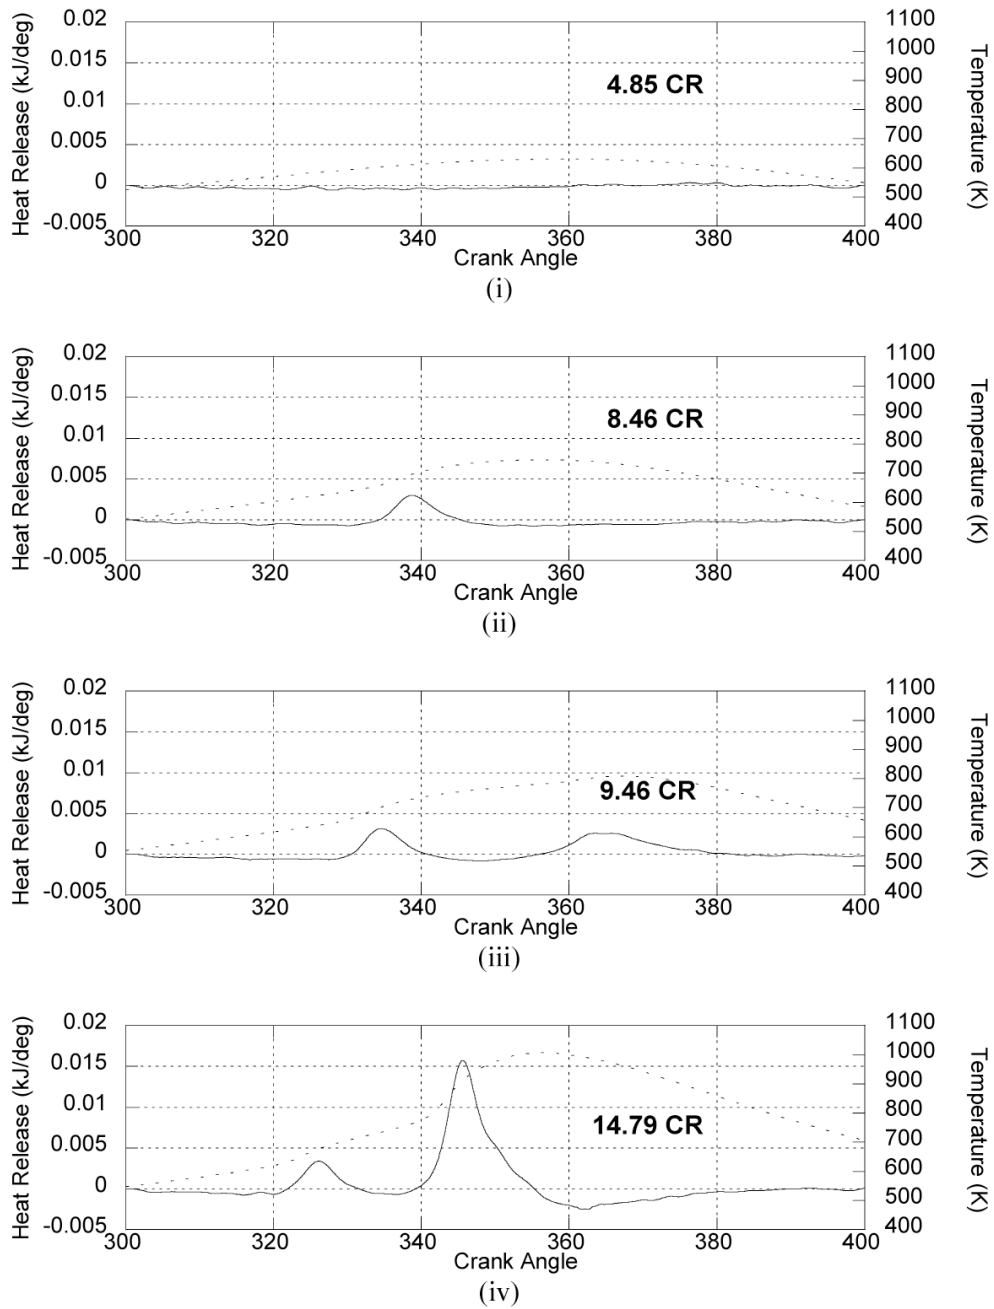 0.02
0.015
0.01
0.005
0
-0.005
Heat Release (kJ/deg)
4.85 CR
1100
1000
900
800
700
600
500
400
Temperature (K)
300 320 340 360 380 400
Crank Angle
(i)
0.02
0.015
0.01
0.005
0
-0.005
Heat Release (kJ/deg)
8.46 CR
1100
1000
900
800
700
600
500
400
Temperature (K)
300 320 340 360 380 400
Crank Angle
(ii)
0.02
0.015
0.01
0.005
0
-0.005
Heat Release (kJ/deg)
9.46 CR
1100
1000
900
800
700
600
500
400
Temperature (K)
300 320 340 360 380 400
Crank Angle
(iii)
0.02
0.015
0.01
0.005
0
-0.005
Heat Release (kJ/deg)
14.79 CR
1100
1000
900
800
700
600
500
400
Temperature (K)
300 320 340 360 380 400
Crank Angle
(iv)